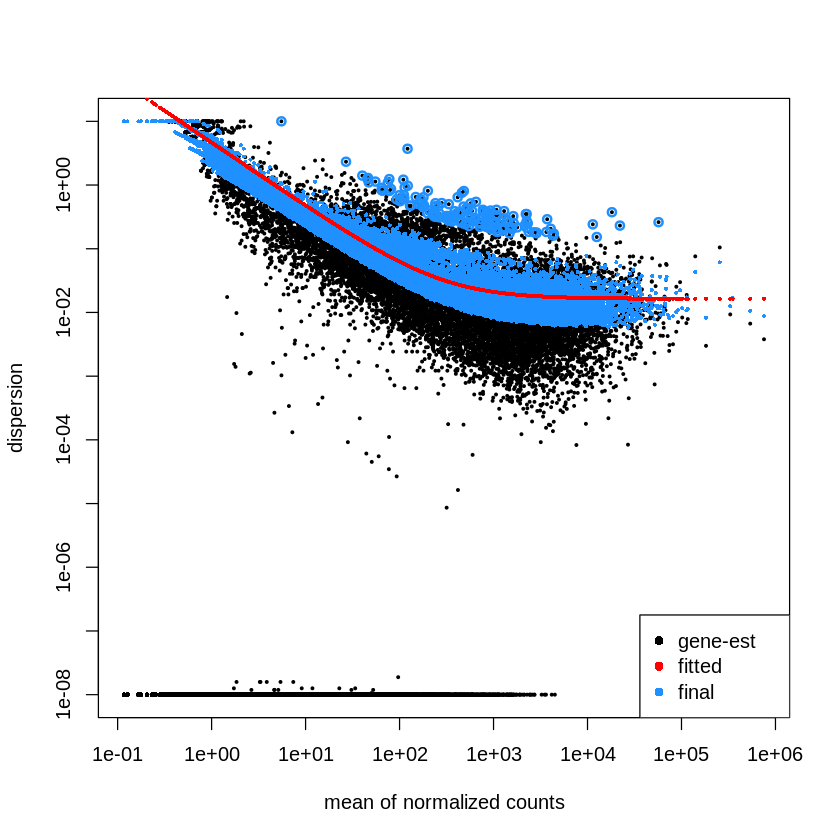 dispersion
1e+00
1e-02
1e-04
1e-06
1e-08
gene-est
fitted
final
1e-01 1e+00 1e+01 1e+02 1e+03 1e+04 1e+05 1e+06
mean of normalized counts